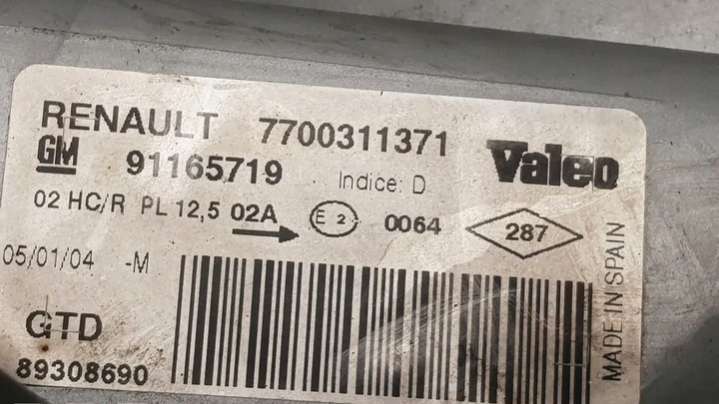 RENAULT 7700311371
GM 91165719 Indice: D Valeo
02 HC/R PL 12,5 02A E 2 0064 287
05/01/04 -M
GTD
89308690
MADE IN SPAIN